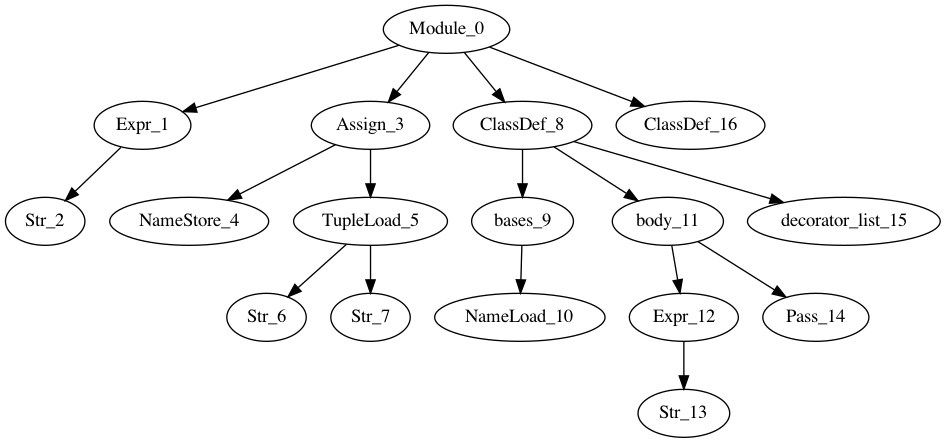 Module_0
Expr_1
Assign_3
ClassDef_8
ClassDef_16
Str_2
NameStore_4
TupleLoad_5
bases_9
body_11
decorator_list_15
Str_6
Str_7
NameLoad_10
Expr_12
Pass_14
Str_13